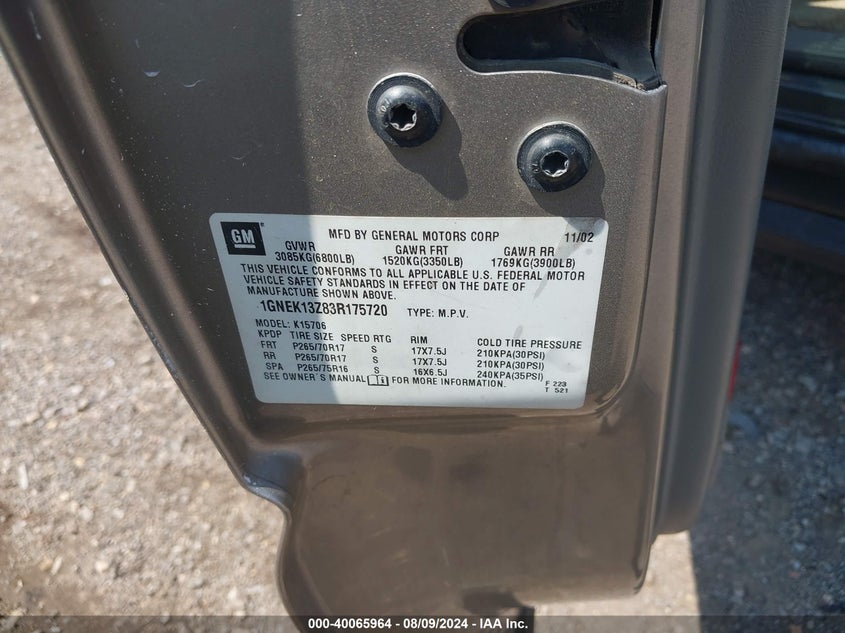 GM
MFD BY GENERAL MOTORS CORP 11/02
GVWR GAWR FRT GAWR RR
3085KG(6800LB) 1520KG(3350LB) 1769KG(3900LB)
THIS VEHICLE CONFORMS TO ALL APPLICABLE U.S. FEDERAL MOTOR
VEHICLE SAFETY STANDARDS IN EFFECT ON THE DATE OF
MANUFACTURE SHOWN ABOVE.
1GNEK13Z83R175720 TYPE: M.P.V.
MODEL: K15706
KPDP TIRE SIZE SPEED RTG RIM COLD TIRE PRESSURE
FRT P265/70R17 S 17X7.5J 210KPA(30PSI)
RR P265/70R17 S 17X7.5J 210KPA(30PSI)
SPA P265/75R16 S 16X6.5J 240KPA(35PSI)
SEE OWNER'S MANUAL FOR MORE INFORMATION.
F 223
T 521
000-40065964 - 08/09/2024 - IAA Inc.